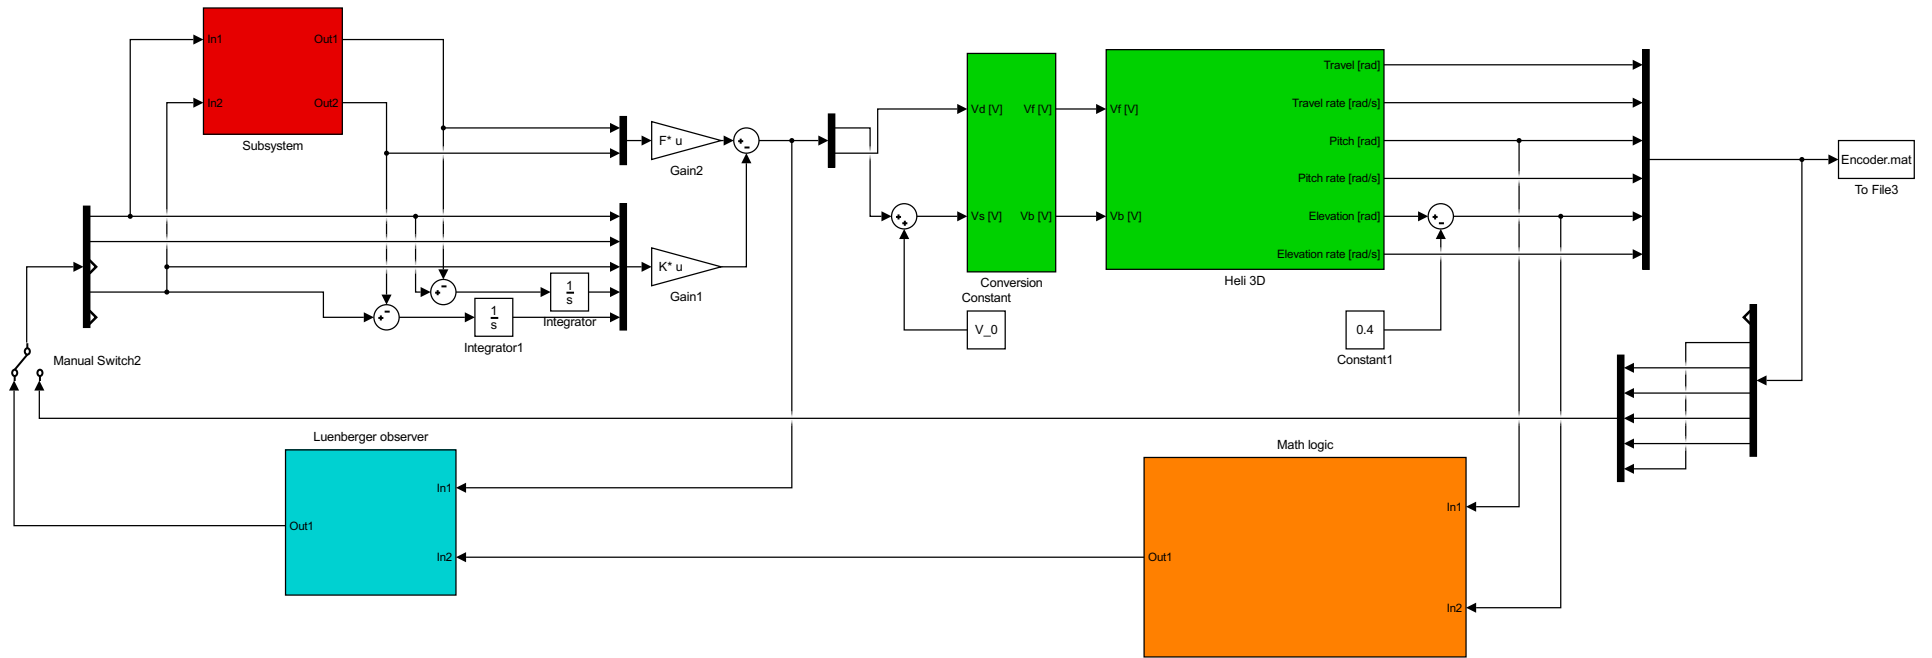 In1
Out1
In2
Out2
Subsystem
F* u
Gain2
+
-
K* u
Gain1
+
-
1
s
Integrator
+
-
1
s
Integrator1
Manual Switch2
+
+
Vd [V]
Vf [V]
Vs [V]
Vb [V]
Conversion
Constant
V_0
Vf [V]
Vb [V]
Travel [rad]
Travel rate [rad/s]
Pitch [rad]
Pitch rate [rad/s]
Elevation [rad]
Elevation rate [rad/s]
Heli 3D
+
-
0.4
Constant1
Encoder.mat
To File3
Luenberger observer
In1
Out1
In2
Math logic
In1
Out1
In2